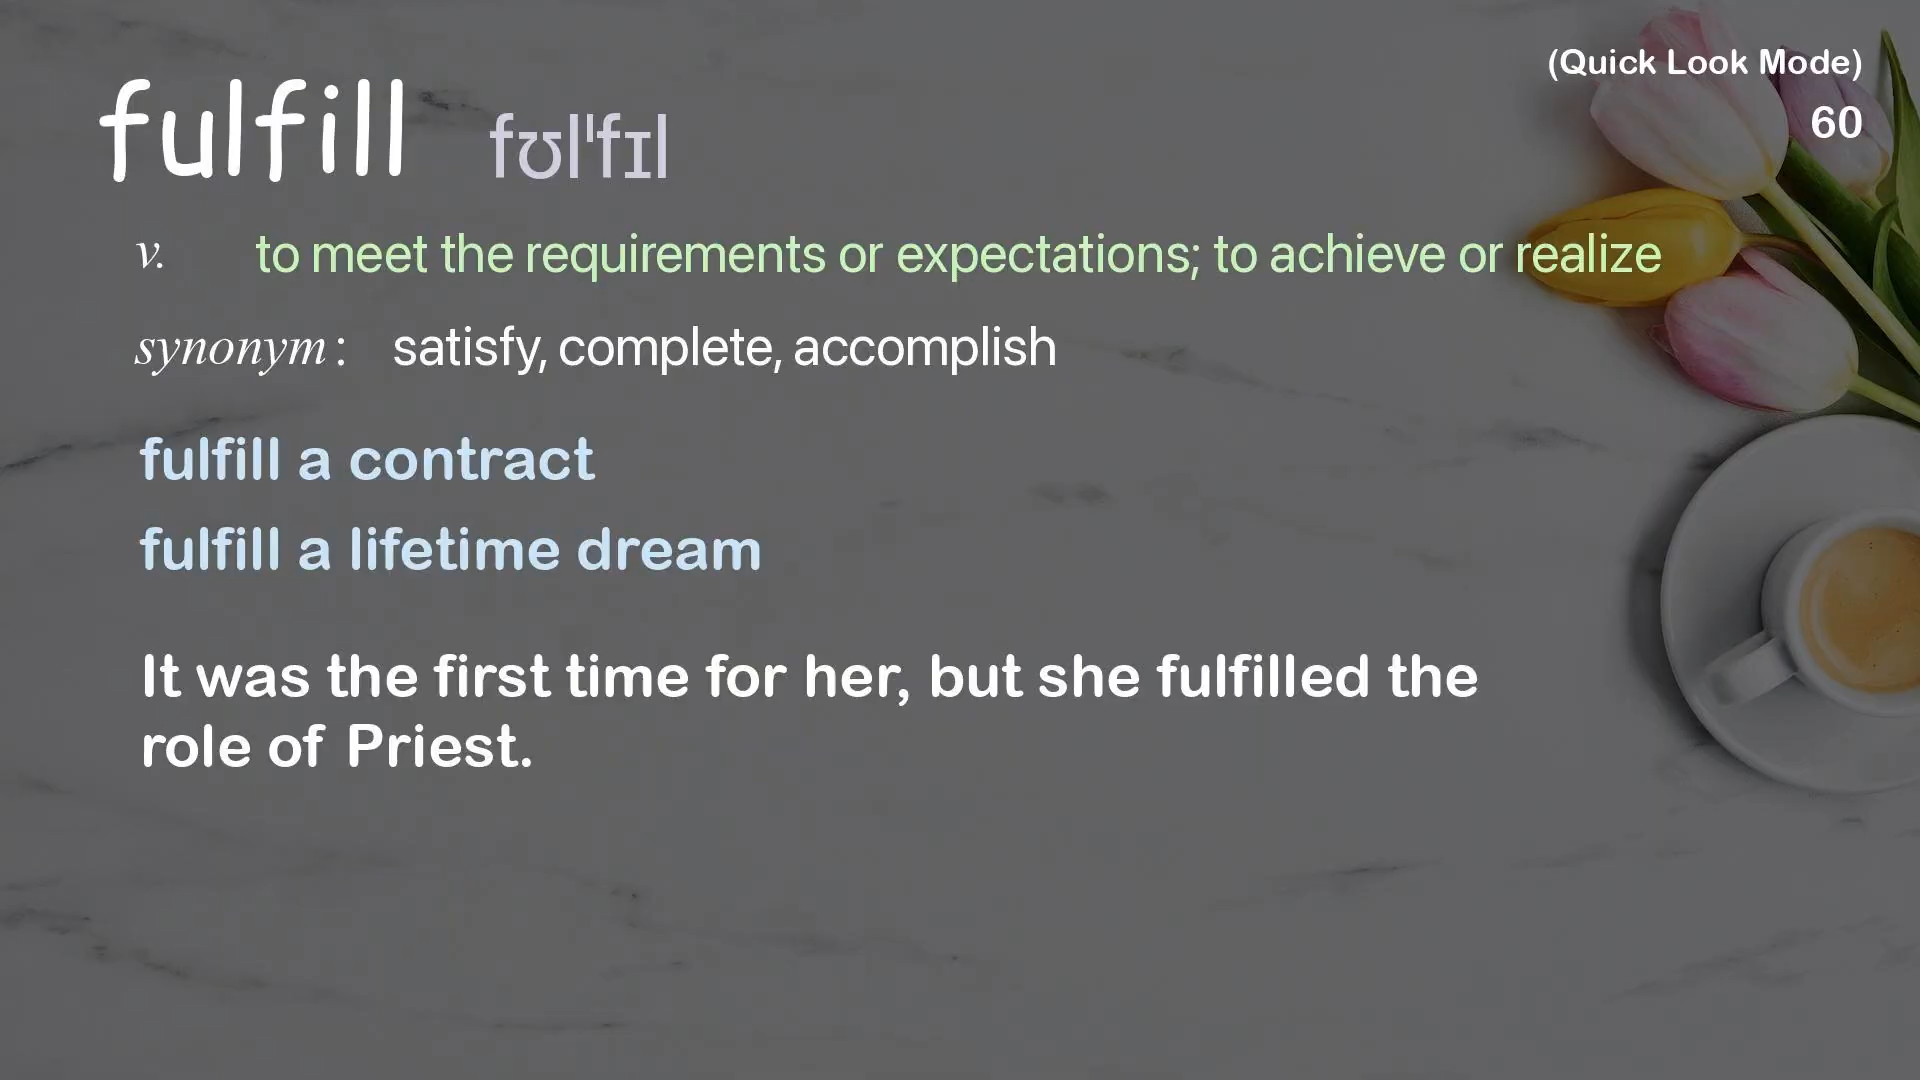 (Quick Look Mode)
60
fulfill fʊl'fɪl
v. to meet the requirements or expectations; to achieve or realize
synonym: satisfy, complete, accomplish
fulfill a contract
fulfill a lifetime dream
It was the first time for her, but she fulfilled the
role of Priest.